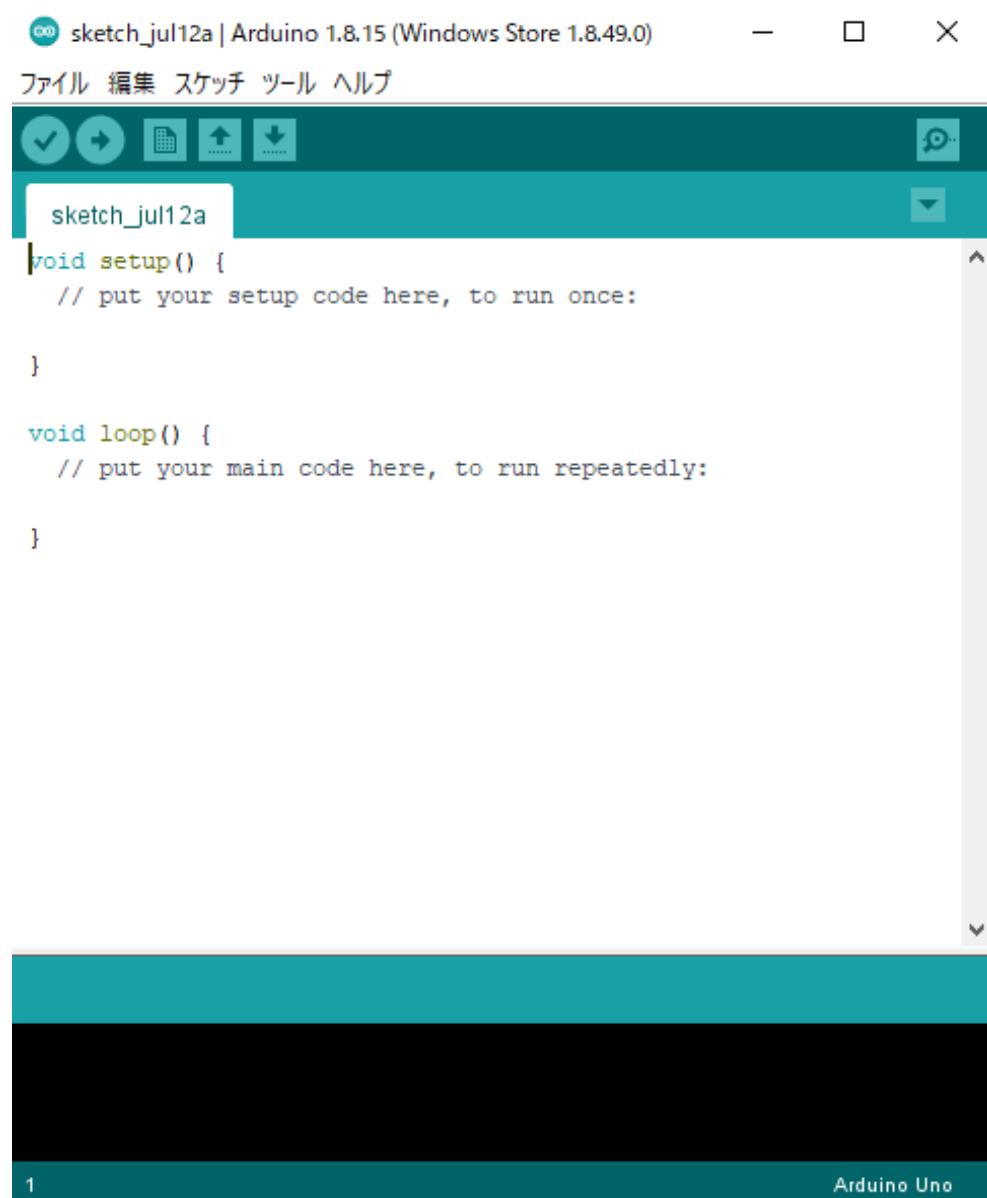 sketch_jul12a | Arduino 1.8.15 (Windows Store 1.8.49.0)
ファイル 編集 スケッチ ツール ヘルプ
sketch_jul12a
void setup() {
  // put your setup code here, to run once:
}
void loop() {
  // put your main code here, to run repeatedly:
}
1 Arduino Uno